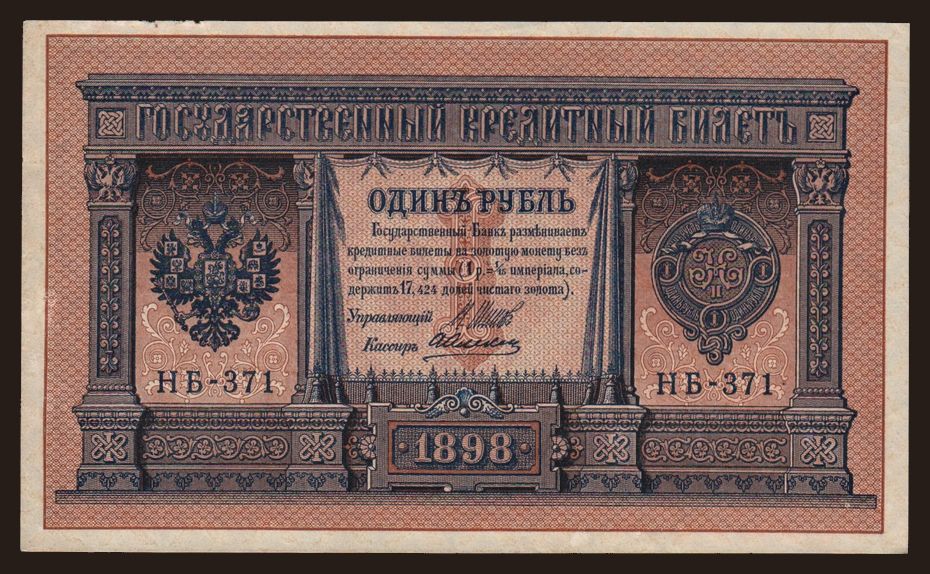 ГОСУДАРСТВЕННЫЙ КРЕДИТНЫЙ БИЛЕТЪ
ОДИНЪ РУБЛЬ
Государственный Банкъ размѣниваетъ
кредитные билеты на золотую монету безъ
ограниченія суммы (1 р.=1/15 имперіала, со-
держитъ 17,424 долей чистаго золота).
Управляющій
Кассиръ
НБ-371
НБ-371
1898